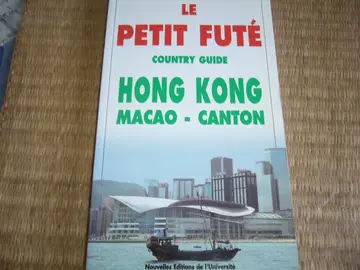 LE
PETIT FUTÉ
COUNTRY GUIDE
HONG KONG
MACAO - CANTON
Nouvelles Editions de l'Université